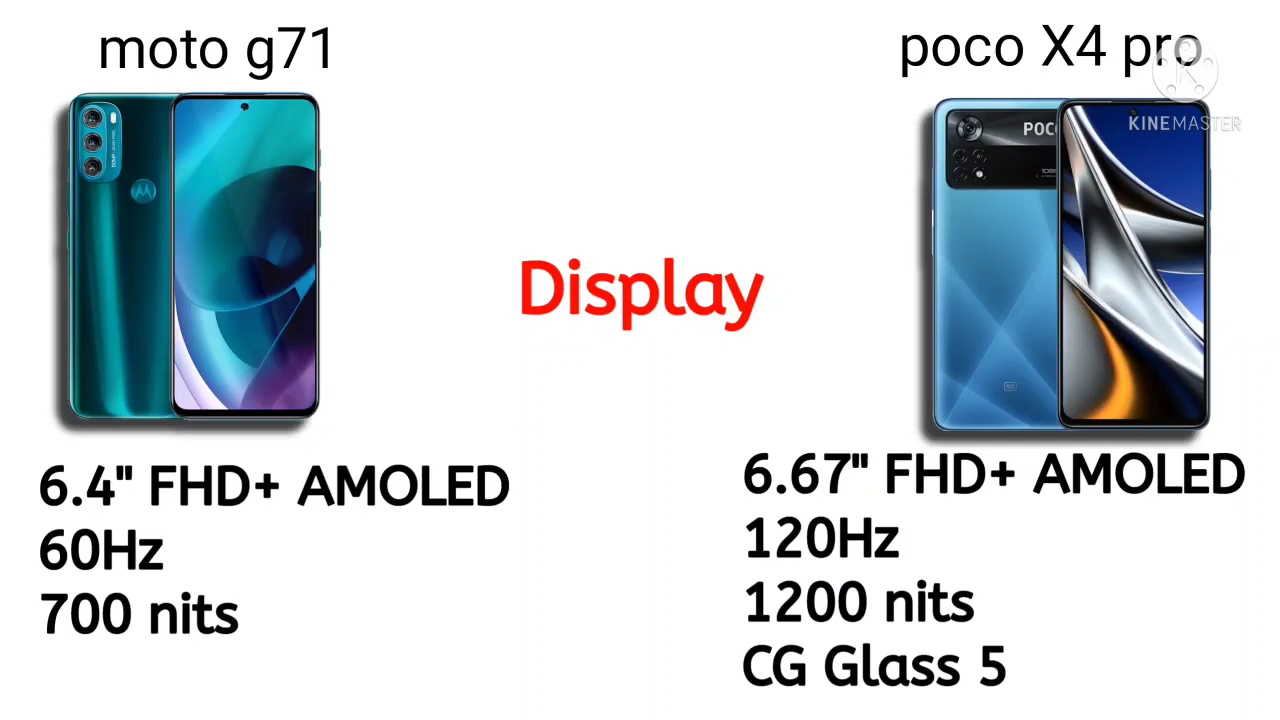 moto g71
poco X4 pro
KINEMASTER
POCO
Display
6.4" FHD+ AMOLED
60Hz
700 nits
6.67" FHD+ AMOLED
120Hz
1200 nits
CG Glass 5